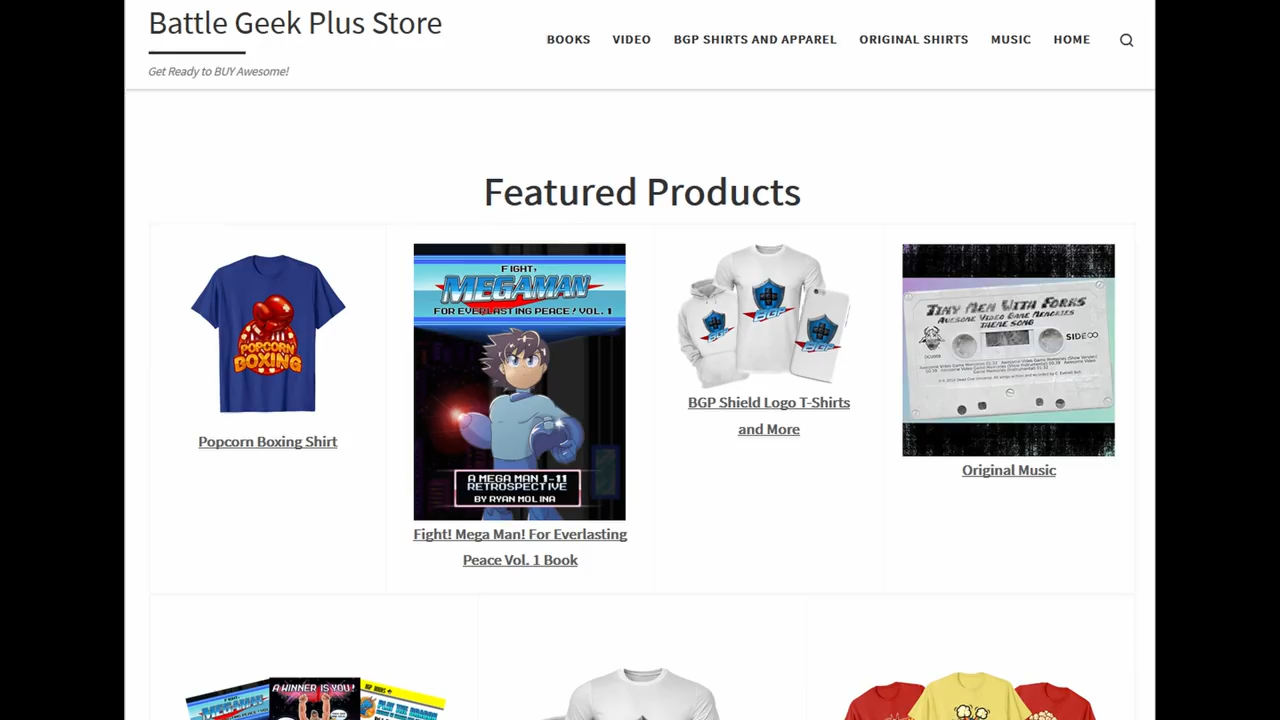 Battle Geek Plus Store
Get Ready to BUY Awesome!
BOOKS VIDEO BGP SHIRTS AND APPAREL ORIGINAL SHIRTS MUSIC HOME
Featured Products
POPCORN
BOXING
Popcorn Boxing Shirt
FIGHT,
MEGAMAN
FOR EVERLASTING PEACE! VOL. 1
A MEGA MAN 1-11
RETROSPECTIVE
BY RYAN MOLINA
Fight! Mega Man! For Everlasting
Peace Vol. 1 Book
BGP
BGP
BGP
BGP Shield Logo T-Shirts
and More
TINY MEN WITH FORKS
AWESOME VIDEO GAME MEMORIES
THEME SONG
SIDE∞
Original Music
MEGAMAN
A WINNER IS YOU!